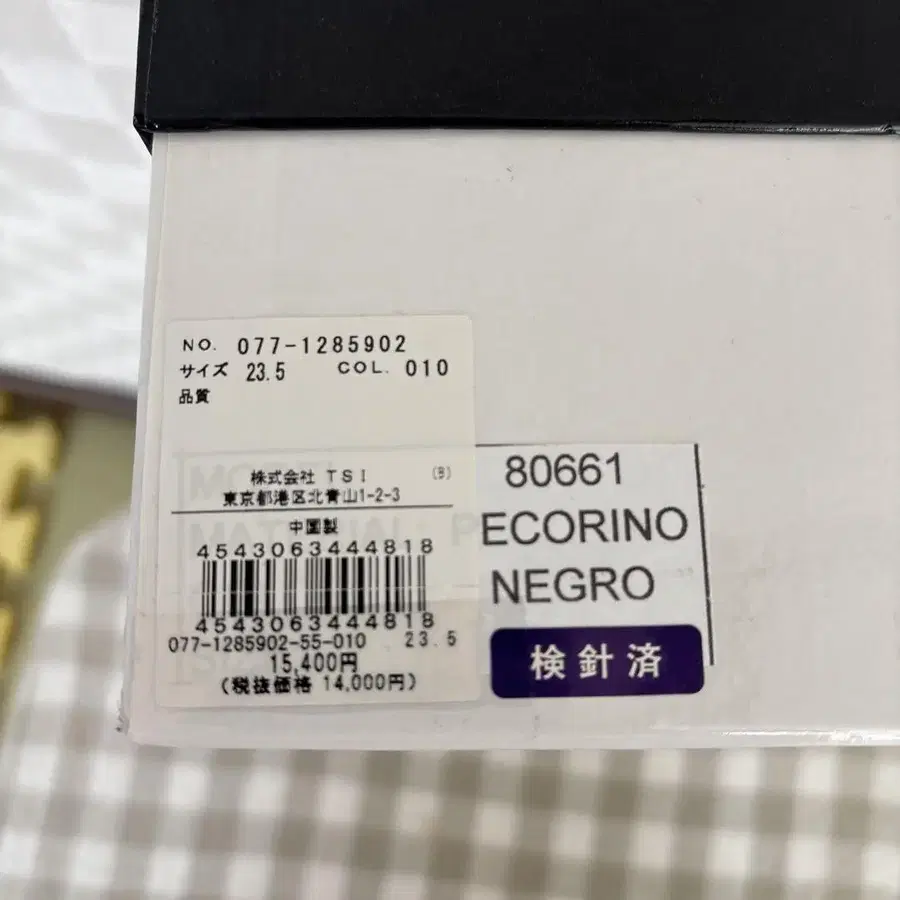 NO. 077-1285902
サイズ 23.5 COL. 010
品質
株式会社 TSI (B)
東京都港区北青山1-2-3
中国製
4543063444818
4543063444818
077-1285902-55-010 23.5
15,400円
(税抜価格 14,000円)
80661
MATERIAL: PECORINO
NEGRO
検針済